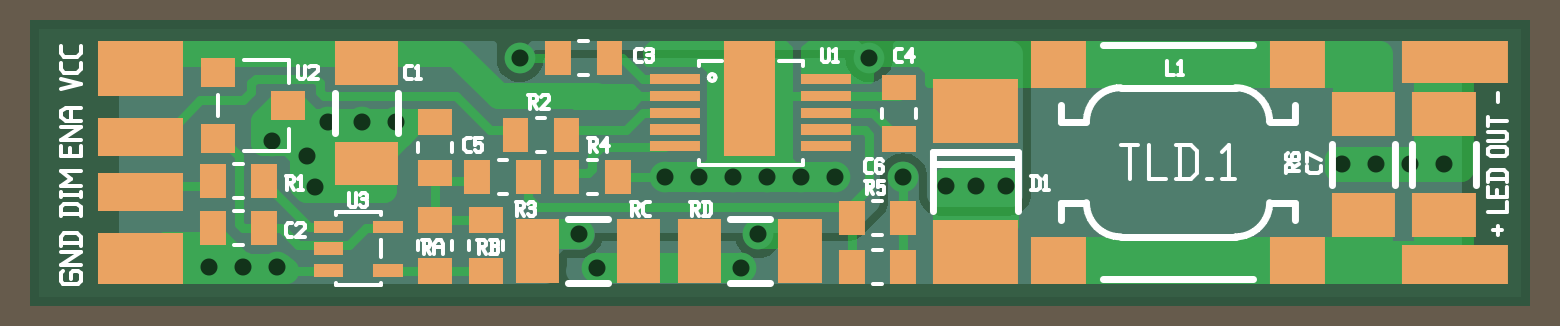 GND DIM ENA VCC
U2
C1
C3
U1
C4
L1
R2
C5
R4
C6
R5
R1
U3
D1
TLD.1
R6
C7
C2
R3
RC
RD
RA
RB
+ LED OUT -